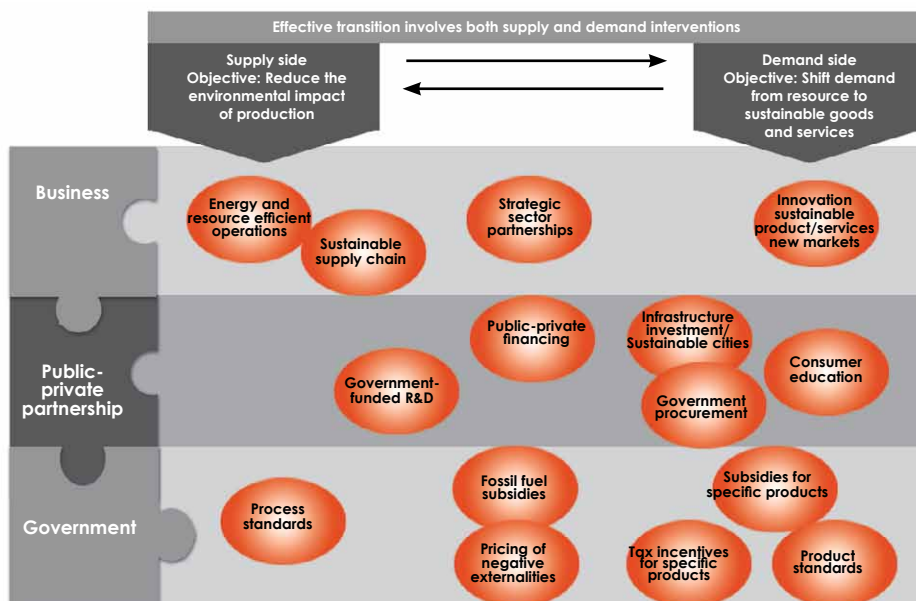 Effective transition involves both supply and demand interventions
Supply side
Objective: Reduce the
environmental impact
of production
Demand side
Objective: Shift demand
from resource to
sustainable goods
and services
Business
Energy and
resource efficient
operations
Sustainable
supply chain
Strategic
sector
partnerships
Innovation
sustainable
product/services
new markets
Public-
private
partnership
Government-
funded R&D
Public-private
financing
Infrastructure
investment/
Sustainable cities
Government
procurement
Consumer
education
Government
Process
standards
Fossil fuel
subsidies
Pricing of
negative
externalities
Tqx incentives
for specific
products
Subsidies for
specific products
Product
standards